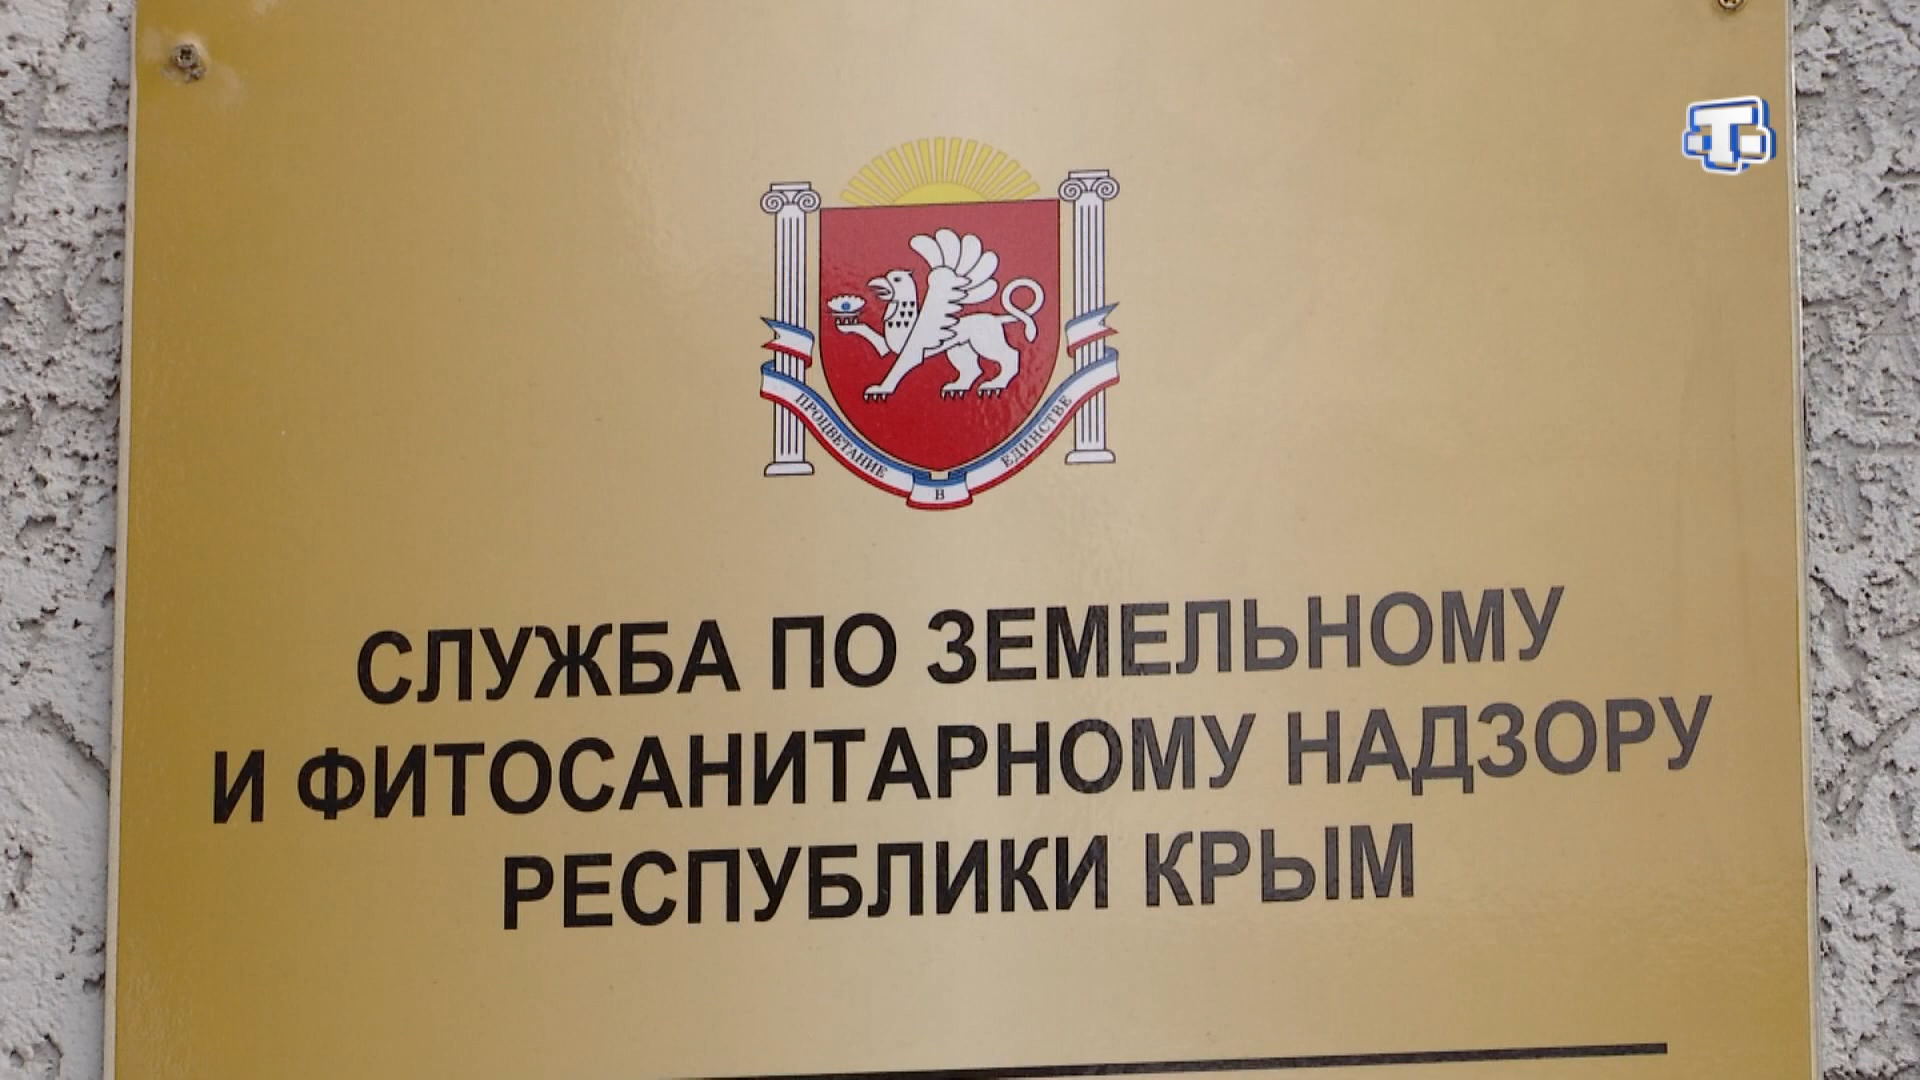 Т
ПРОЦВЕТАНИЕ В ЕДИНСТВЕ
СЛУЖБА ПО ЗЕМЕЛЬНОМУ
И ФИТОСАНИТАРНОМУ НАДЗОРУ
РЕСПУБЛИКИ КРЫМ